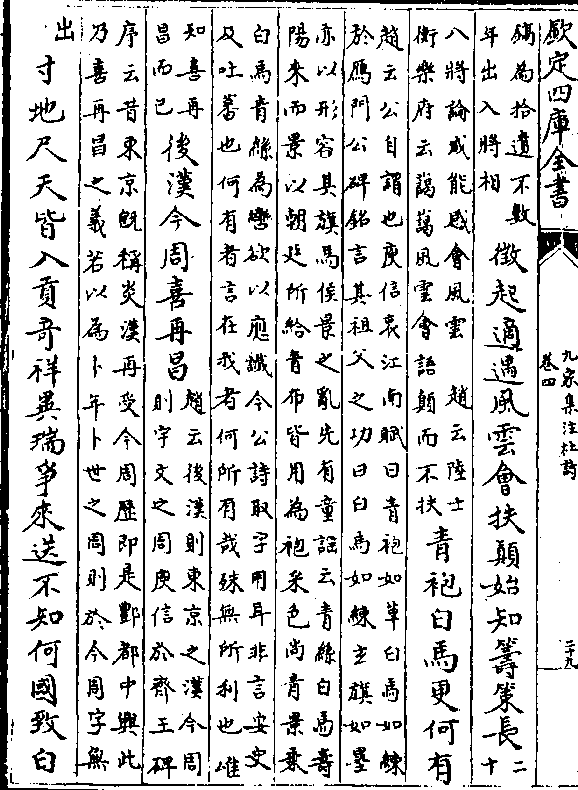 欽定四庫全書
九家集注杜詩
卷四
二十九
鎬為拾遺不數
年出入將相
徵起適遇風雲會扶顛始知籌策長
二
十
八將論咸能感會風雲 趙云陸士
衡樂府云藹藹風雲會語顛而不扶
青袍白馬更何有
趙云公自謂也庾信哀江南賦曰青袍如草白馬如練
於鴈門公碑銘言其祖父之功曰白馬如練玄旗如墨
亦以形容其旗馬侯景之亂先有童謡云青絲白馬壽
陽來而景以朝廷所給青布皆用為袍采色尚青景乗
白馬青絲為轡欲以應讖今公詩取字用耳非言安史
及吐蕃也何有者言在我者何所有哉殊無所利也唯
知喜再
昌而已
後漢今周喜再昌
趙云後漢則東京之漢今周
則宇文之周庾信於齊王碑
序云昔東京既稱炎漢再受今周歴即是酆都中興此
乃喜再昌之義若以為卜年卜世之周則於今周字無
出
寸地尺天皆入貢奇祥異瑞爭來送不知何國致白